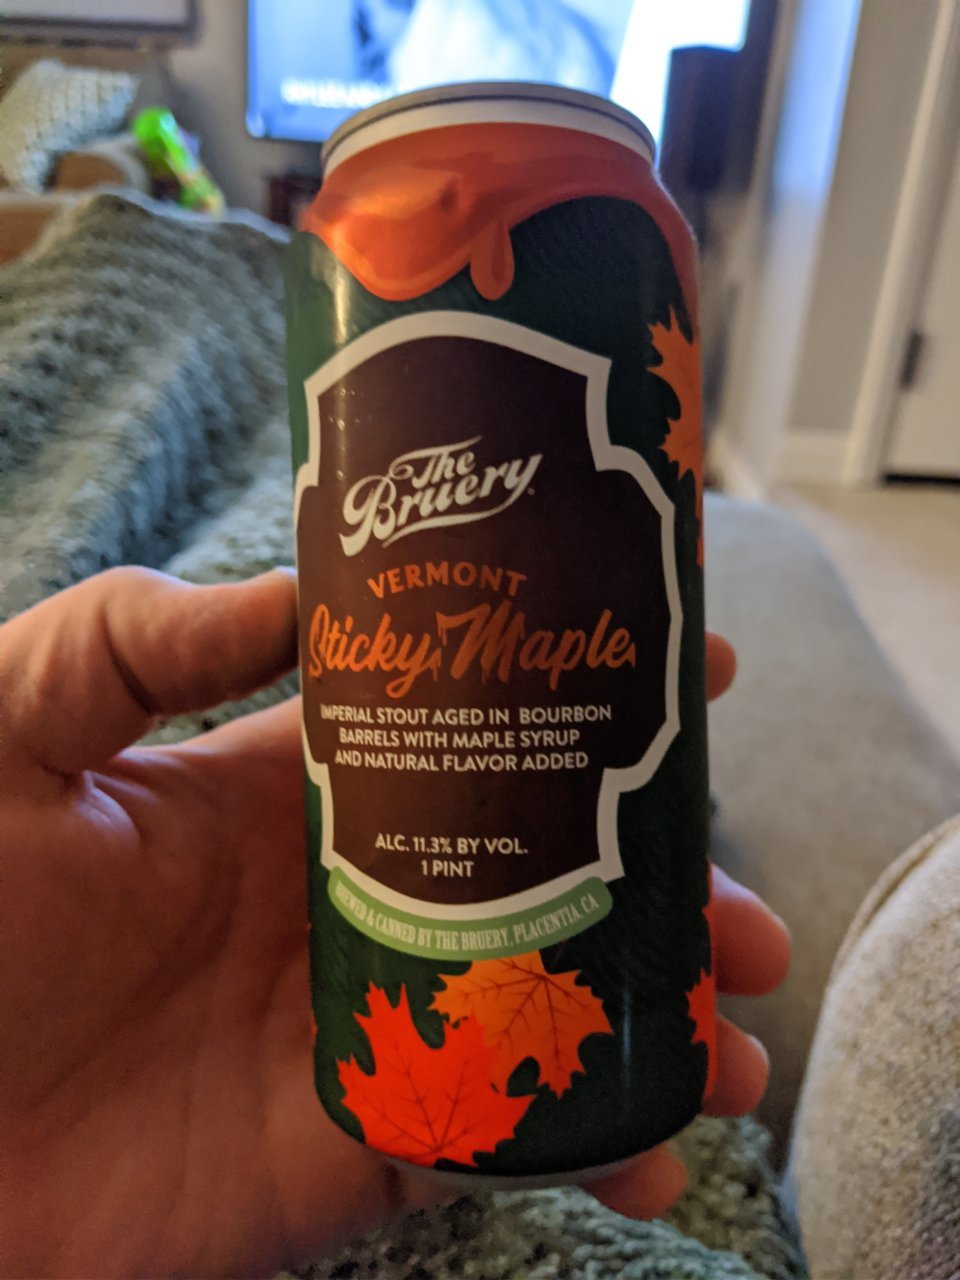 The
Bruery
VERMONT
Sticky Maple
IMPERIAL STOUT AGED IN BOURBON
BARRELS WITH MAPLE SYRUP
AND NATURAL FLAVOR ADDED
ALC. 11.3% BY VOL.
1 PINT
BREWED & CANNED BY THE BRUERY, PLACENTIA, CA